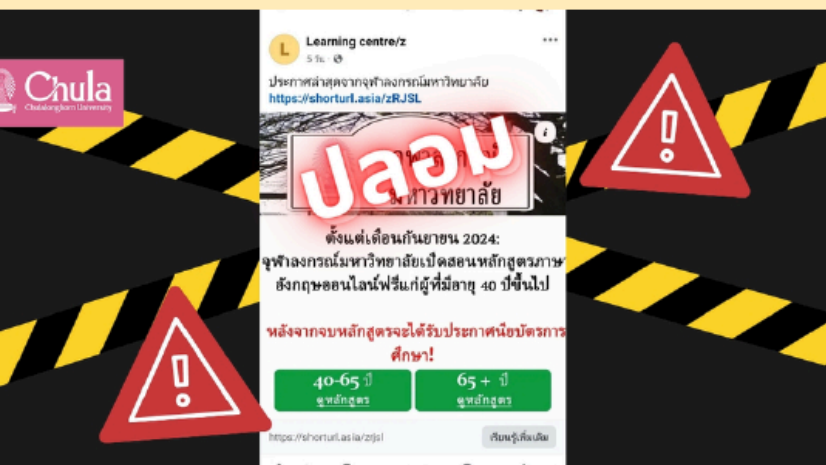 Chula
Chulalongkorn University
L
Learning centre/z
5 วัน
ประกาศล่าสุดจากจุฬาลงกรณ์มหาวิทยาลัย
https://shorturl.asia/zRJSL
ปลอม
มหาวิทยาลัย
ตั้งแต่เดือนกันยายน 2024:
จุฬาลงกรณ์มหาวิทยาลัยเปิดสอนหลักสูตรภาษา
อังกฤษออนไลน์ฟรีแก่ผู้ที่มีอายุ 40 ปีขึ้นไป
หลังจากจบหลักสูตรจะได้รับประกาศนียบัตรการ
ศึกษา!
40-65 ปี
ดูหลักสูตร
65 + ปี
ดูหลักสูตร
https://shorturl.asia/zrjsl
เรียนรู้เพิ่มเติม